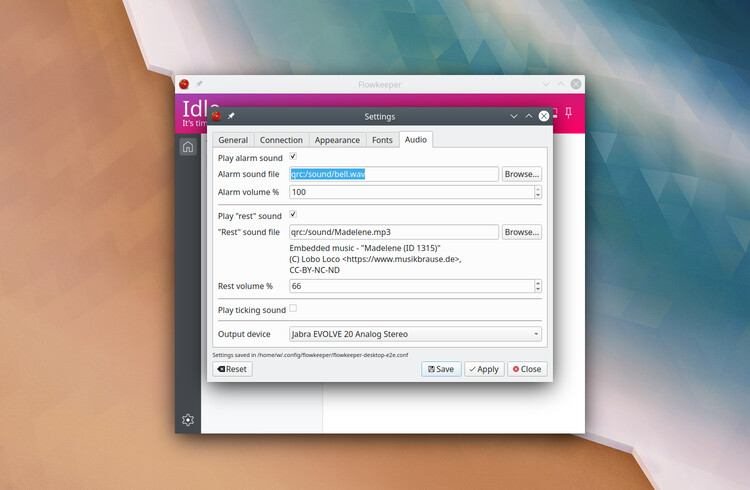 Flowkeeper
Idle
It's time
Settings
General Connection Appearance Fonts Audio
Play alarm sound
Alarm sound file qrc:/sound/bell.wav Browse...
Alarm volume % 100
Play "rest" sound
"Rest" sound file qrc:/sound/Madelene.mp3 Browse...
Embedded music - "Madelene (ID 1315)"
(C) Lobo Loco <https://www.musikbrause.de>,
CC-BY-NC-ND
Rest volume % 66
Play ticking sound
Output device Jabra EVOLVE 20 Analog Stereo
Settings saved in /home/w/.config/flowkeeper/flowkeeper-desktop-e2e.conf
Reset Save Apply Close